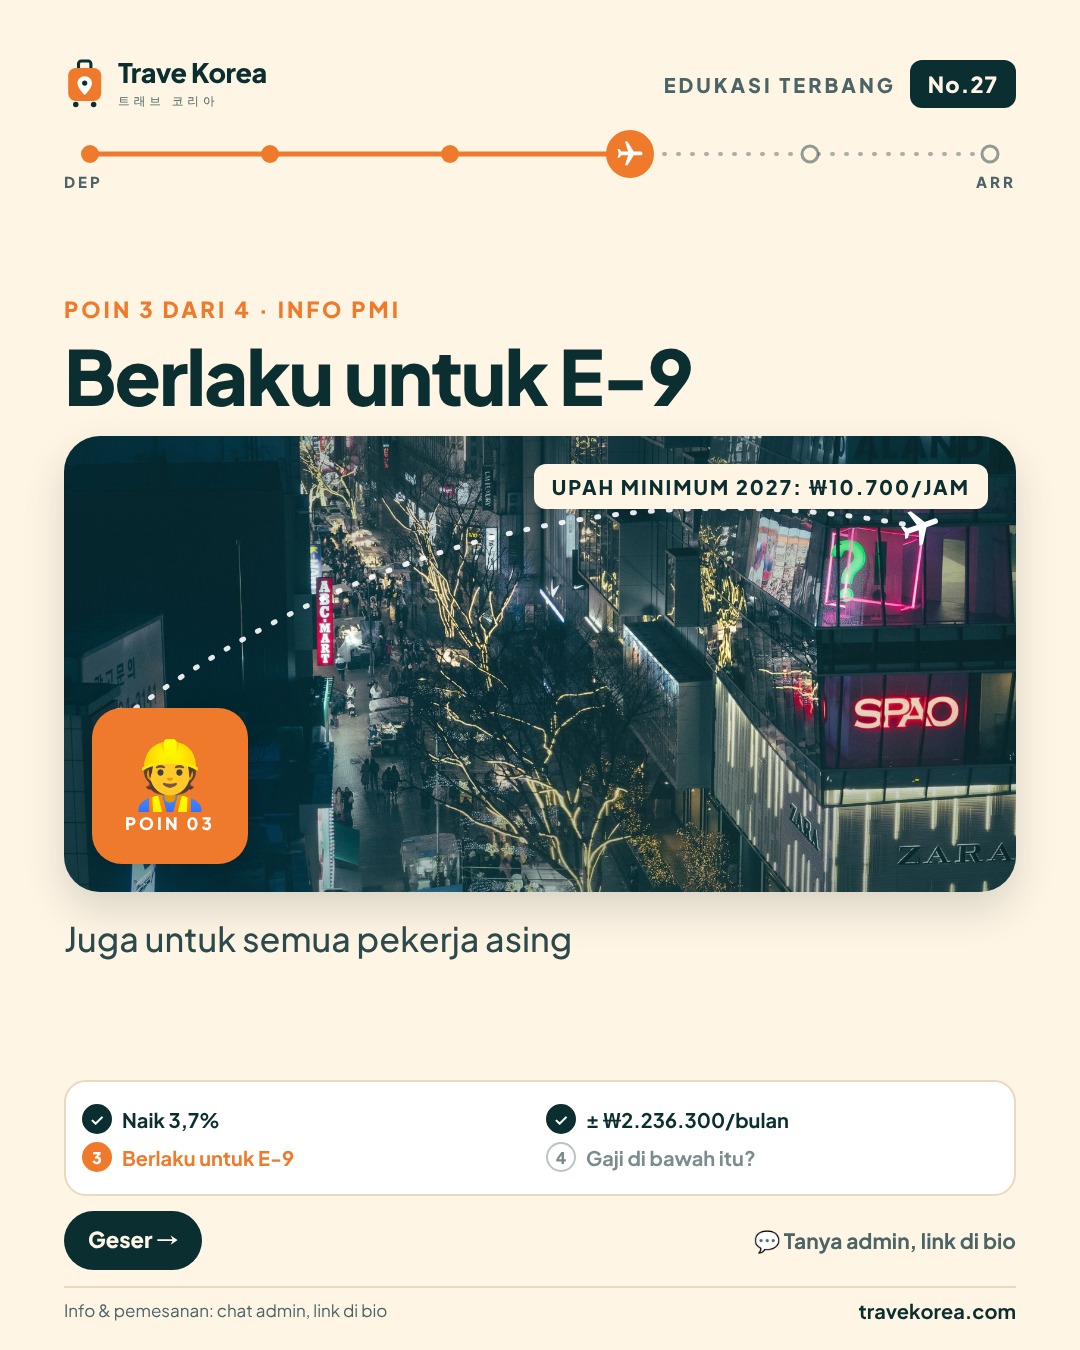 Trave Korea
트래브 코리아
EDUKASI TERBANG
No.27
DEP
ARR
POIN 3 DARI 4 · INFO PMI
Berlaku untuk E-9
UPAH MINIMUM 2027: ₩10.700/JAM
ABC-MART
?
SPAO
ZARA
ZARA
POIN 03
Juga untuk semua pekerja asing
Naik 3,7%
± ₩2.236.300/bulan
3 Berlaku untuk E-9
4 Gaji di bawah itu?
Geser →
💬 Tanya admin, link di bio
Info & pemesanan: chat admin, link di bio
travekorea.com